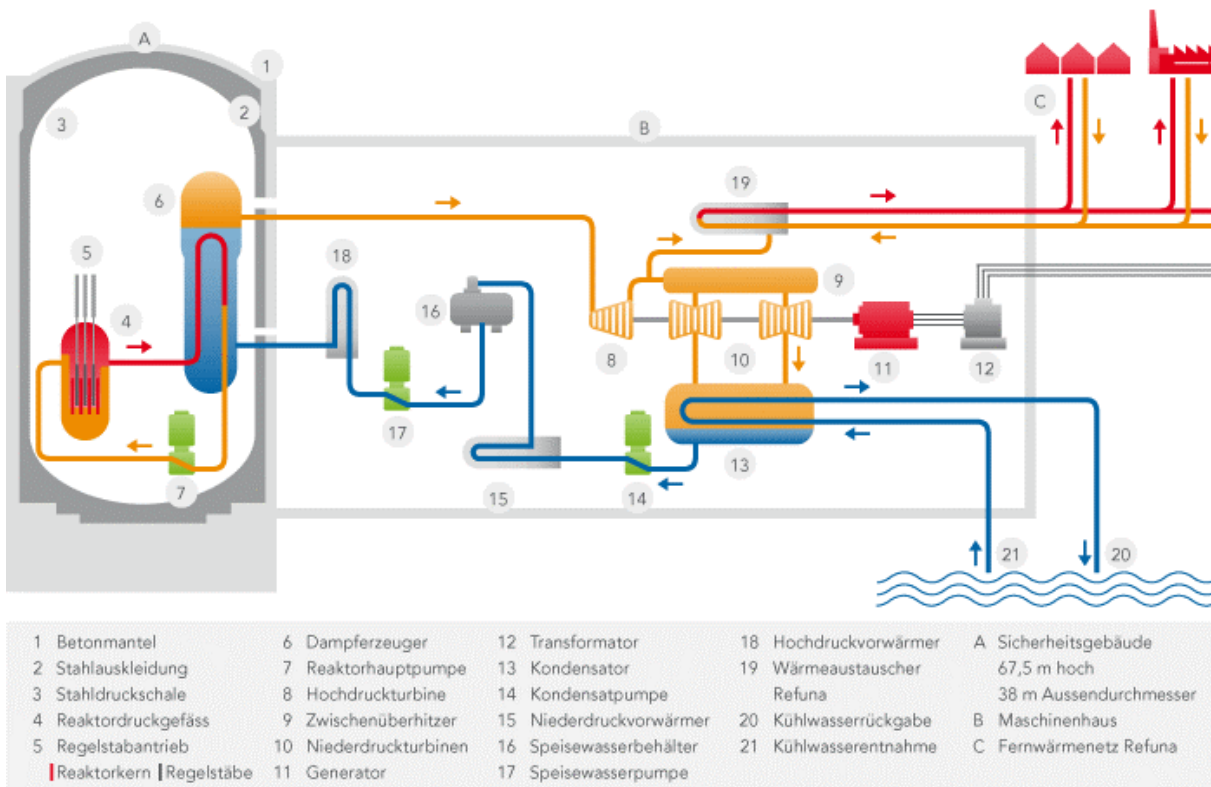 A
1
2
3
B
C
6
19
5
18
9
4
16
8
10
11
12
17
13
7
15
14
21
20
1 Betonmantel
2 Stahlauskleidung
3 Stahldruckschale
4 Reaktordruckgefäss
5 Regelstabantrieb
Reaktorkern Regelstäbe
6 Dampferzeuger
7 Reaktorhauptpumpe
8 Hochdruckturbine
9 Zwischenüberhitzer
10 Niederdruckturbinen
11 Generator
12 Transformator
13 Kondensator
14 Kondensatpumpe
15 Niederdruckvorwärmer
16 Speisewasserbehälter
17 Speisewasserpumpe
18 Hochdruckvorwärmer
19 Wärmeaustauscher
Refuna
20 Kühlwasserrückgabe
21 Kühlwasserentnahme
A Sicherheitsgebäude
67,5 m hoch
38 m Aussendurchmesser
B Maschinenhaus
C Fernwärmenetz Refuna